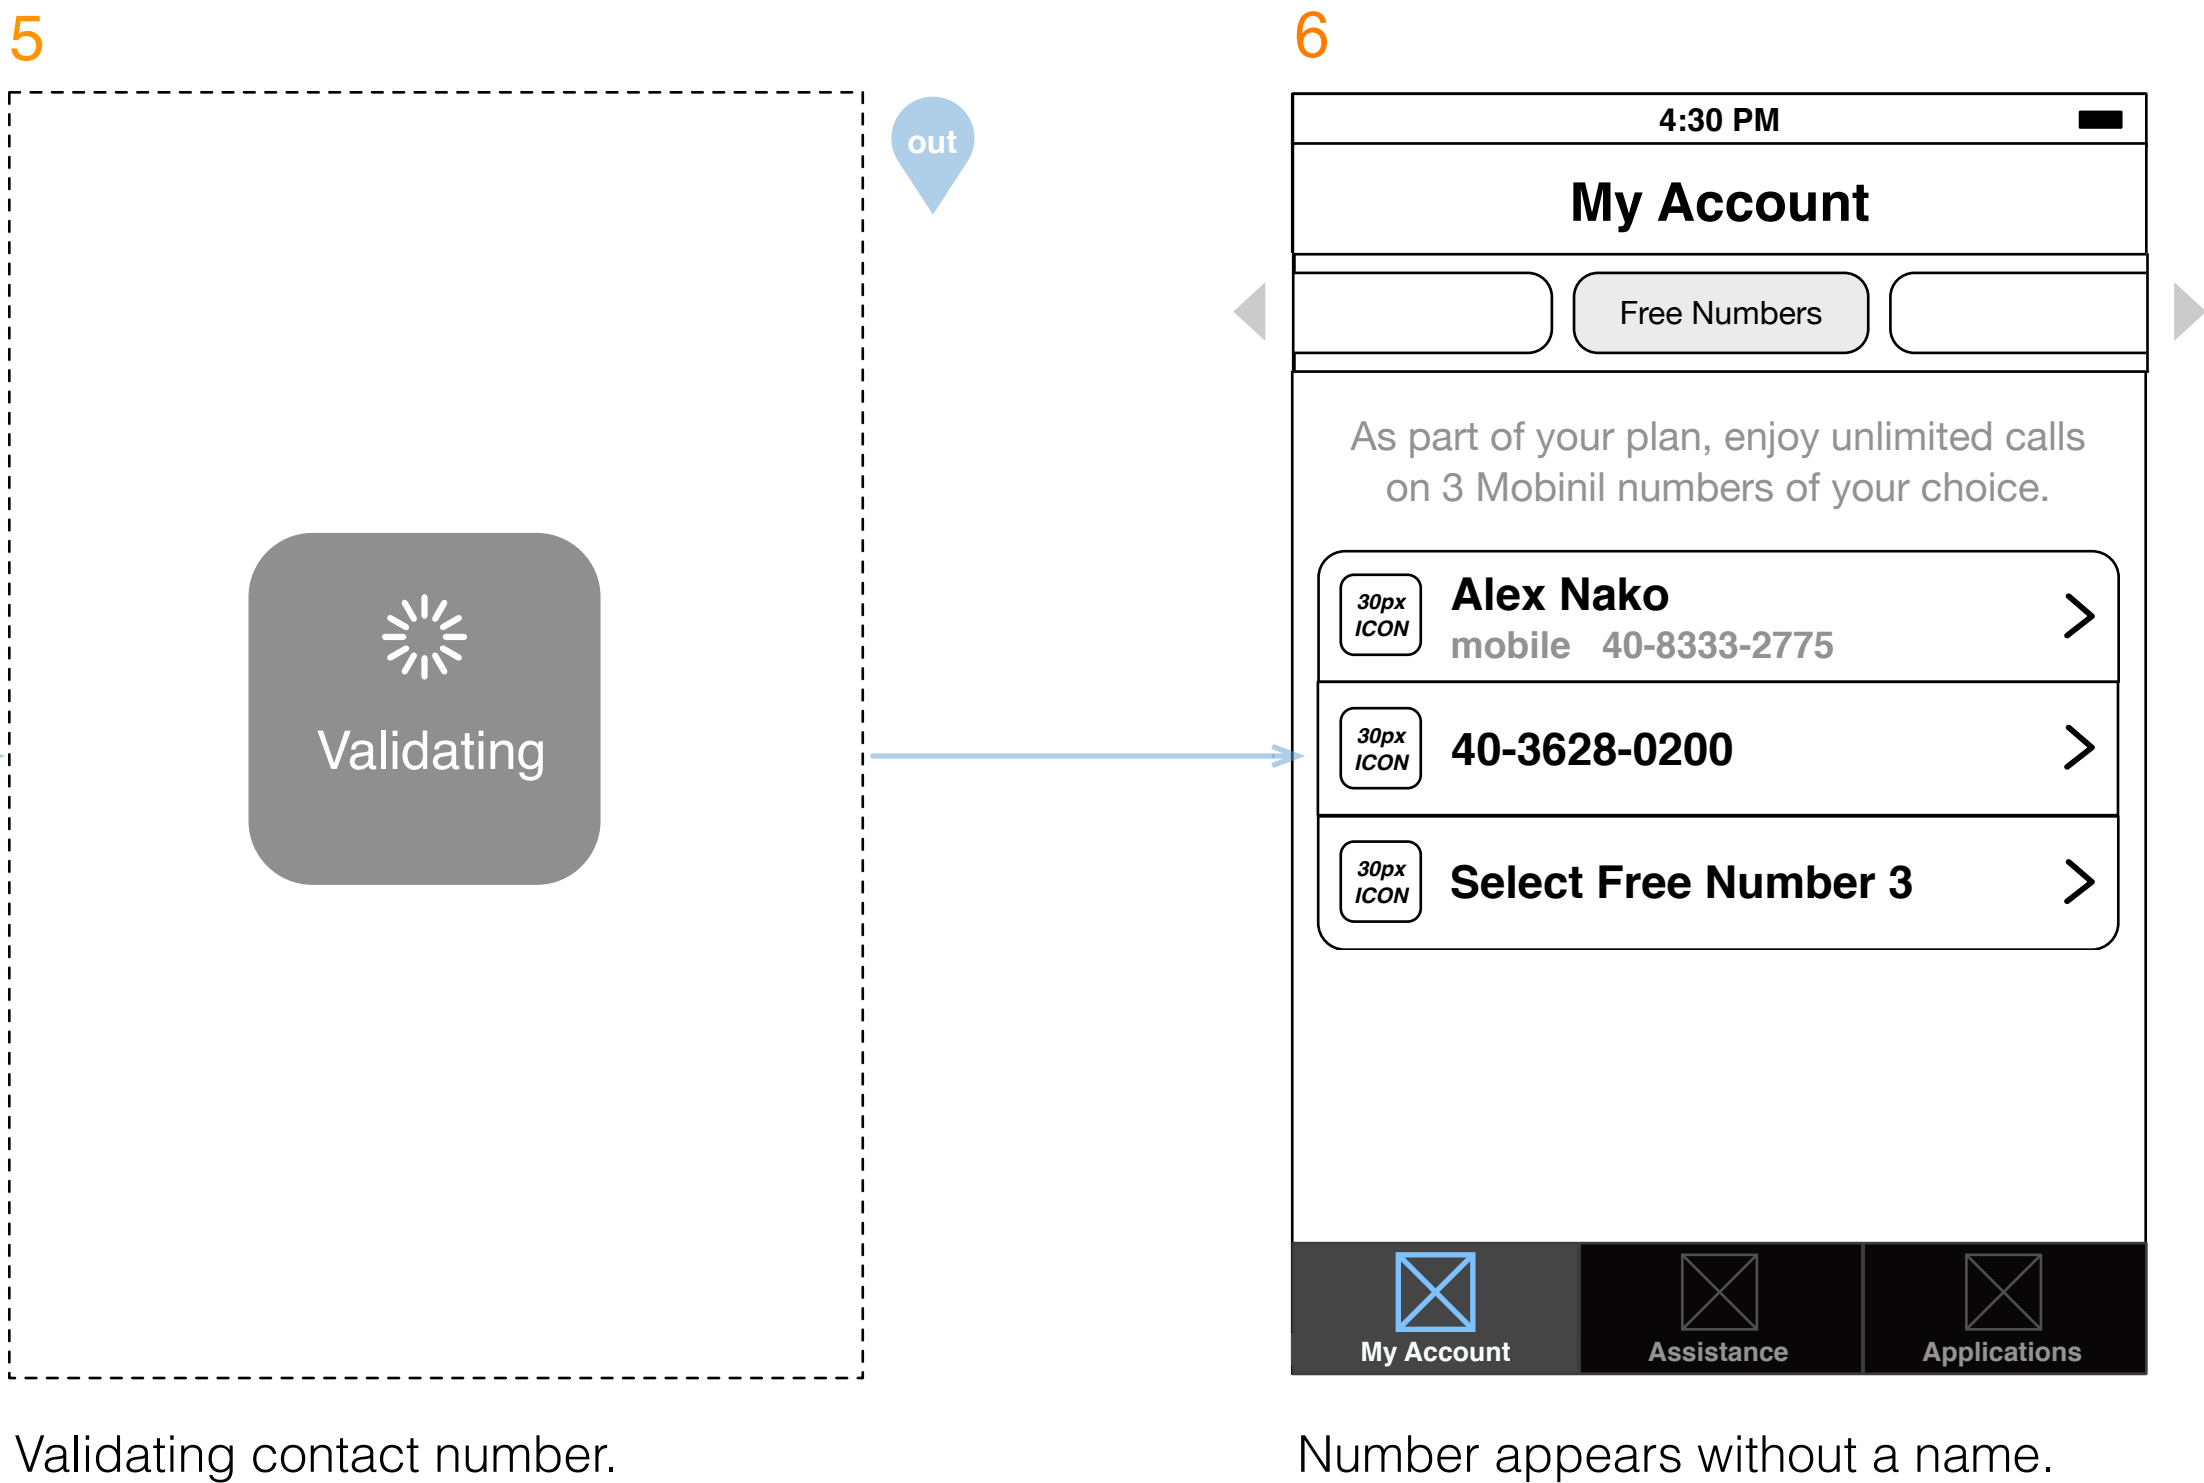 5
out
Validating
Validating contact number.
6
4:30 PM
My Account
Free Numbers
As part of your plan, enjoy unlimited calls
on 3 Mobinil numbers of your choice.
30px
ICON
Alex Nako
mobile 40-8333-2775
30px
ICON
40-3628-0200
30px
ICON
Select Free Number 3
My Account
Assistance
Applications
Number appears without a name.